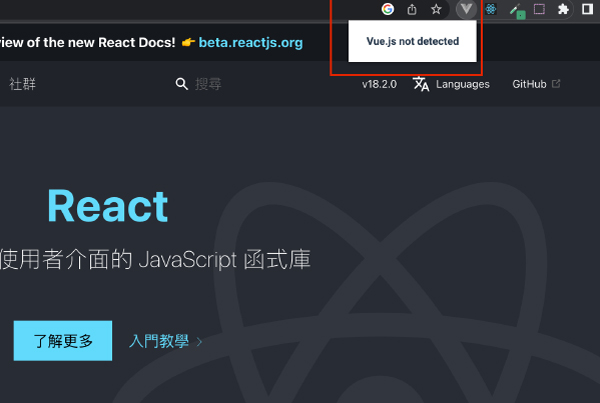 Vue.js not detected
view of the new React Docs! 👉 beta.reactjs.org
社群
搜尋
v18.2.0
Languages
GitHub
React
使用者介面的 JavaScript 函式庫
了解更多
入門教學 >